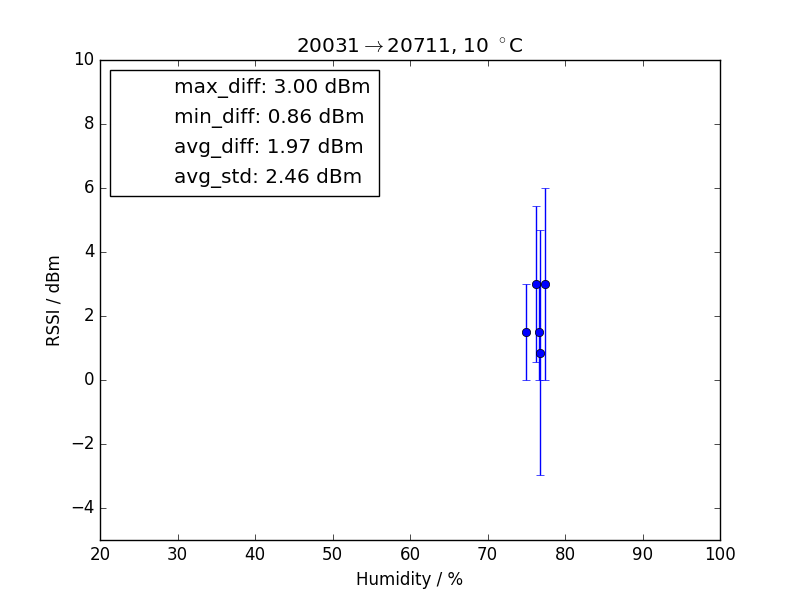 20031→20711, 10 °C
max_diff: 3.00 dBm
min_diff: 0.86 dBm
avg_diff: 1.97 dBm
avg_std: 2.46 dBm
10
8
6
4
2
0
−2
−4
RSSI / dBm
20 30 40 50 60 70 80 90 100
Humidity / %